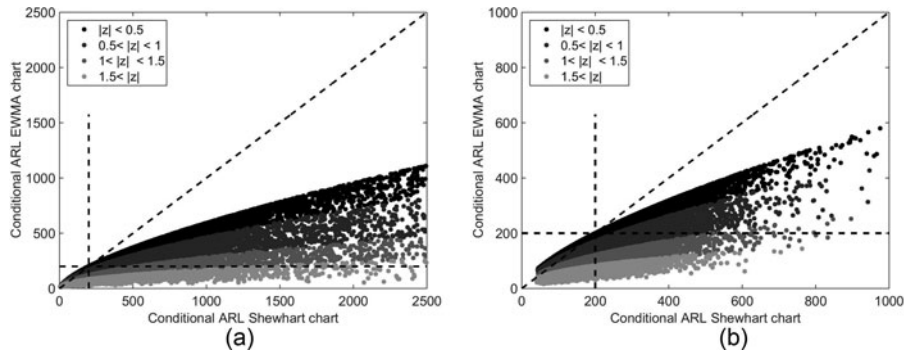 2500
2000
1500
1000
500
0
Conditional ARL EWMA chart
|z| < 0.5
0.5< |z| < 1
1< |z| < 1.5
1.5< |z|
0 500 1000 1500 2000 2500
Conditional ARL Shewhart chart
(a)
1000
800
600
400
200
0
Conditional ARL EWMA chart
|z| < 0.5
0.5< |z| < 1
1< |z| < 1.5
1.5< |z|
0 200 400 600 800 1000
Conditional ARL Shewhart chart
(b)